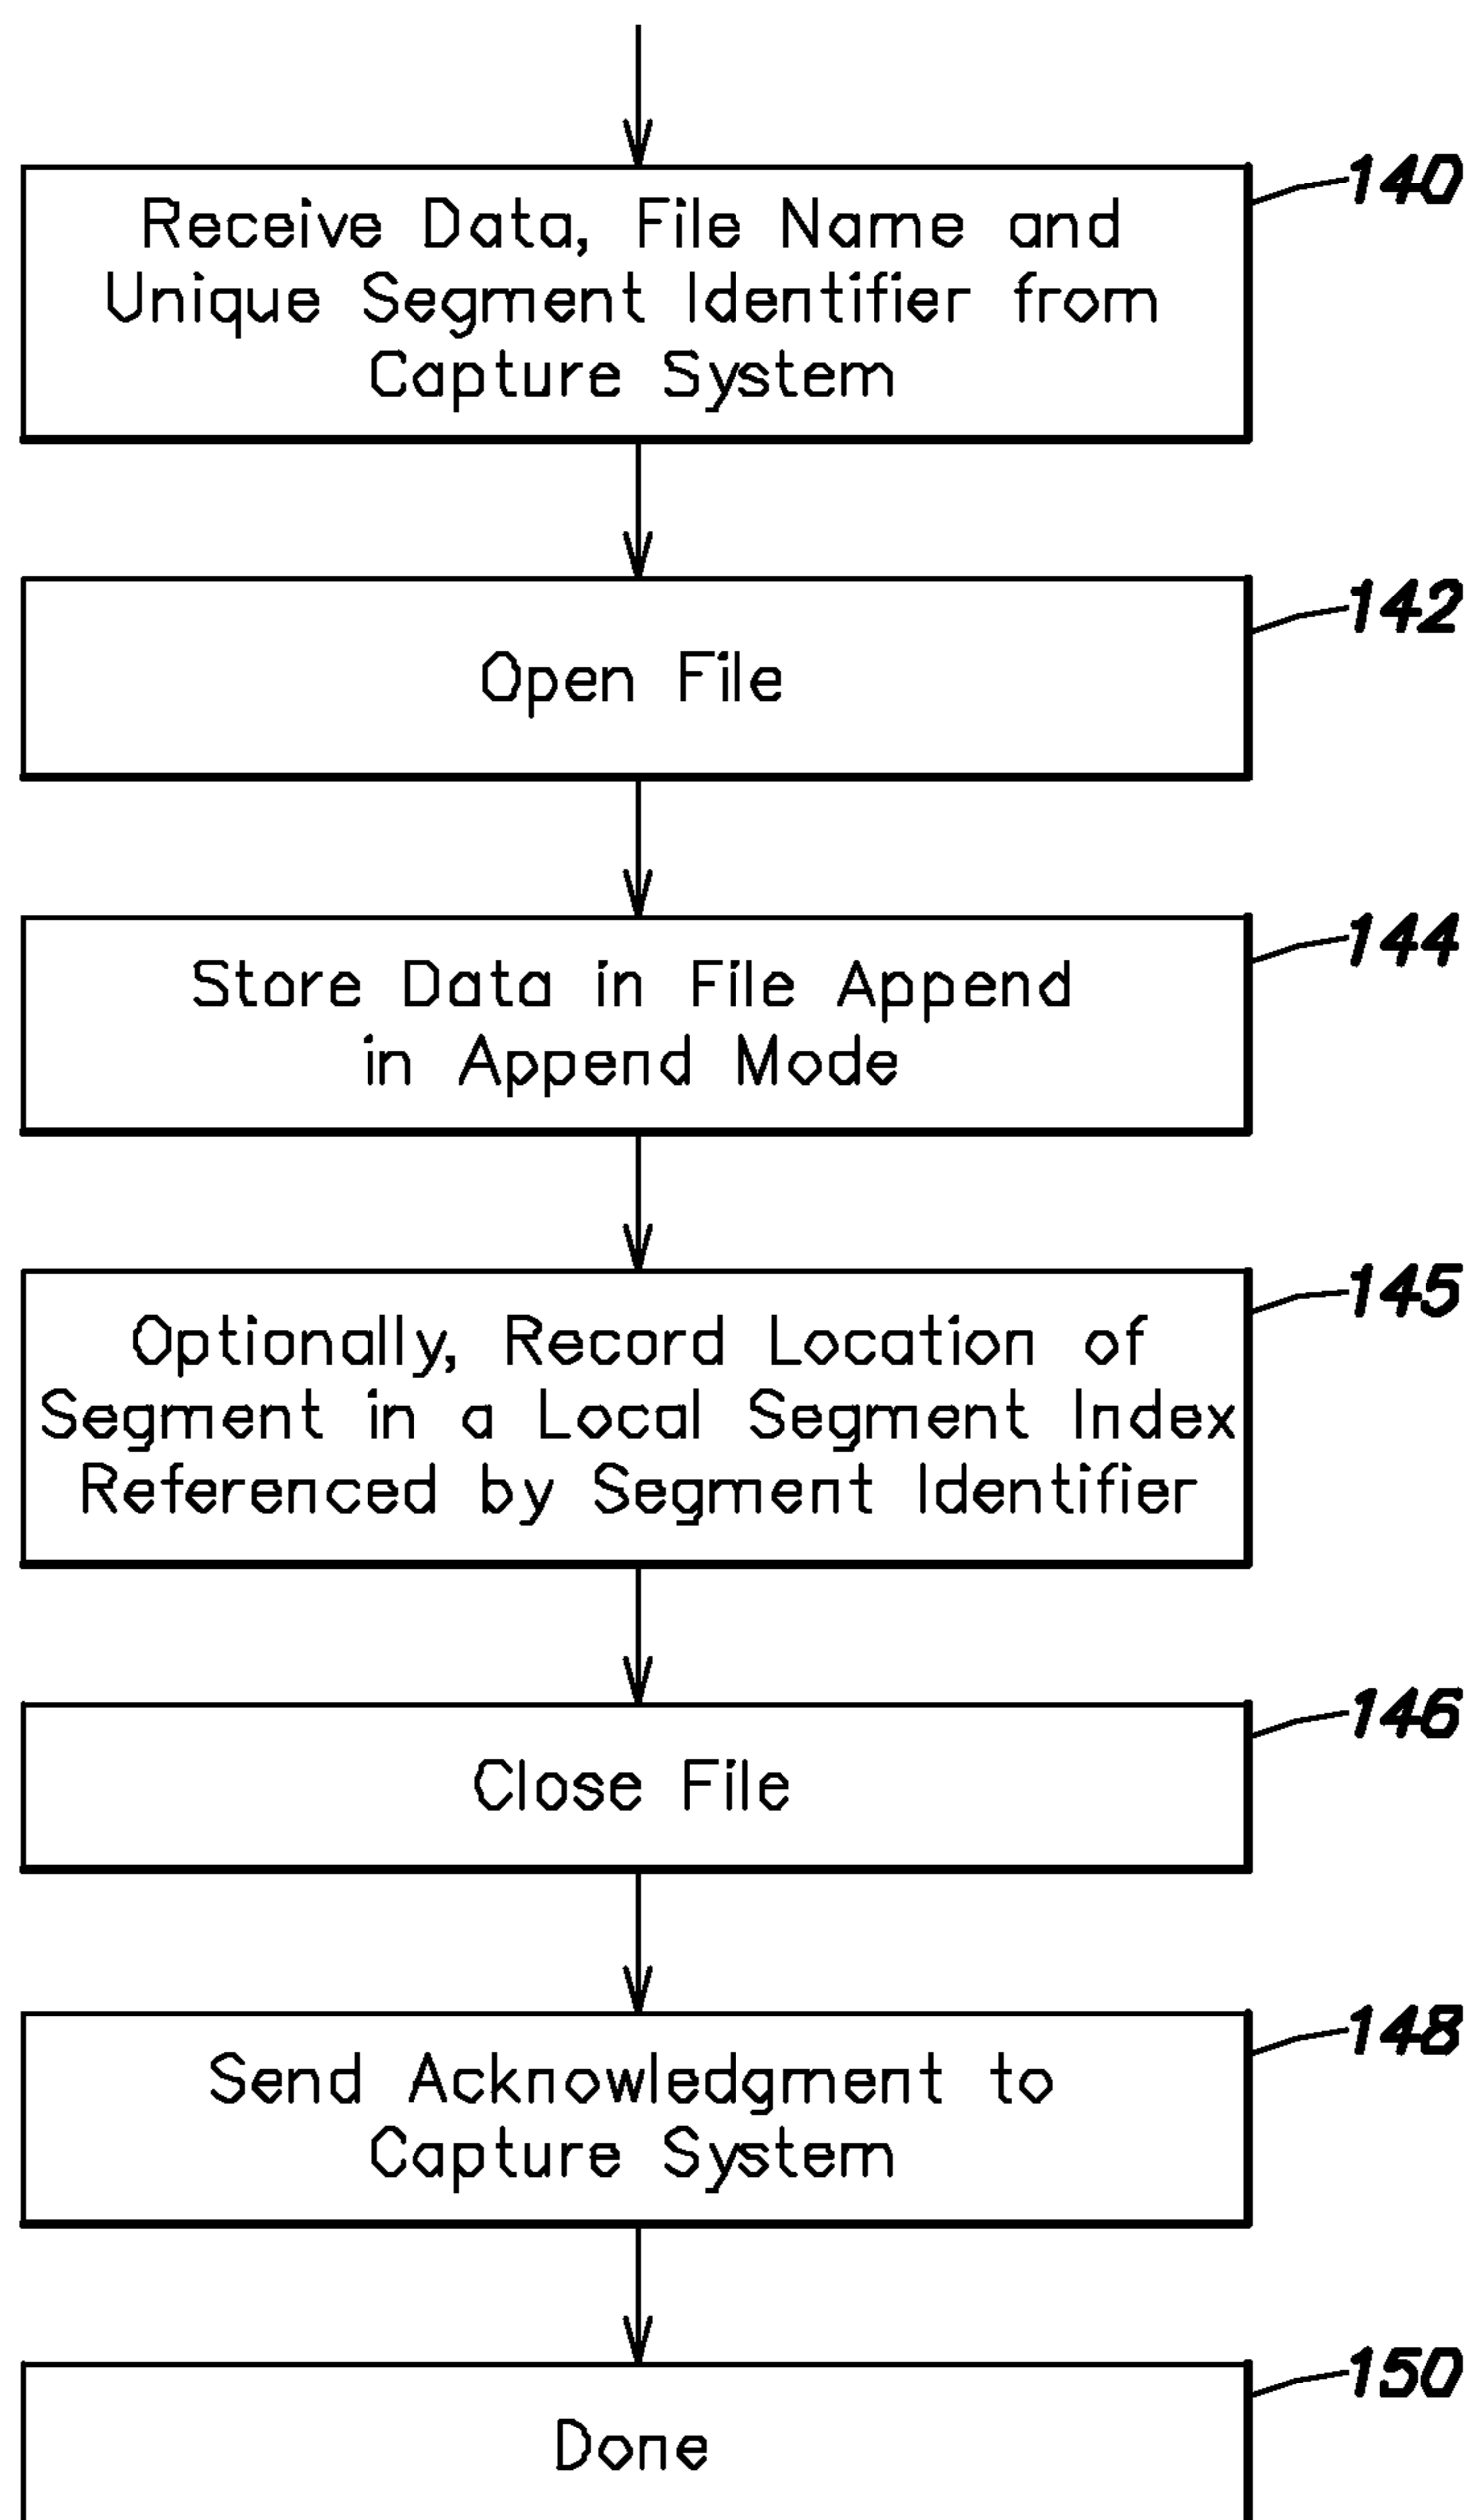 140
Receive Data, File Name and
Unique Segment Identifier from
Capture System
142
Open File
144
Store Data in File Append
in Append Mode
145
Optionally, Record Location of
Segment in a Local Segment Index
Referenced by Segment Identifier
146
Close File
148
Send Acknowledgment to
Capture System
150
Done